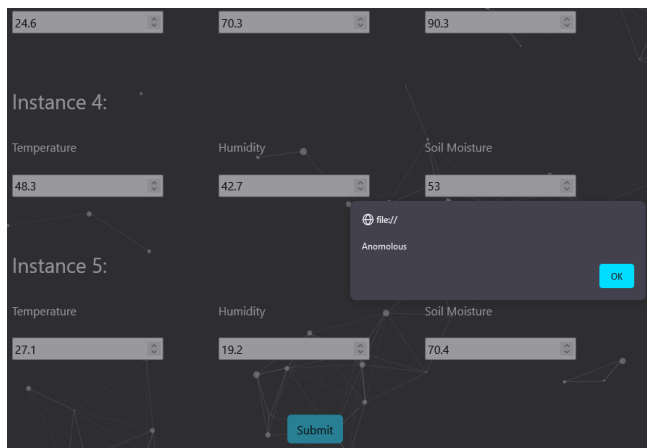 24.6 70.3 90.3
Instance 4:
Temperature Humidity Soil Moisture
48.3 42.7 53
file://
Anomolous
OK
Instance 5:
Temperature Humidity Soil Moisture
27.1 19.2 70.4
Submit